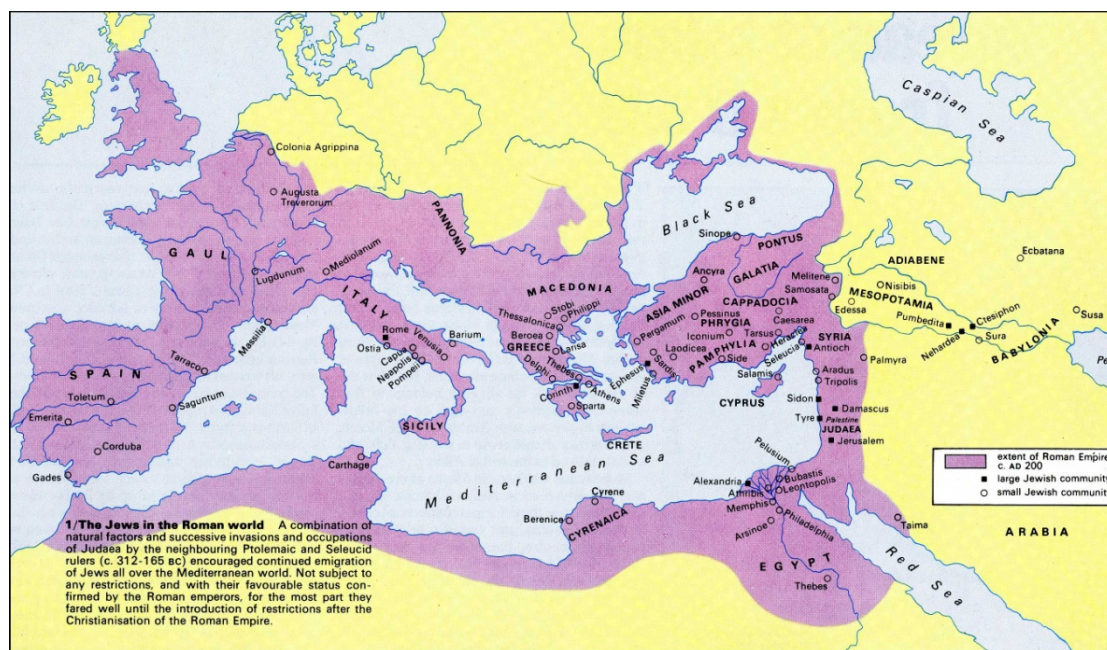 Caspian Sea
Colonia Agrippina
Augusta
Treverorum
PANNONIA
Black Sea
GAUL
Lugdunum
Mediolanum
Sinope
PONTUS
Ecbatana
ADIABENE
Ancyra
GALATIA
Melitene
Nisibis
ITALY
MACEDONIA
ASIA MINOR
CAPPADOCIA
Samosata
MESOPOTAMIA
Stobi
Philippi
Pessinus
Edessa
Ctesiphon
Massilia
Thessalonica
Pergamum
PHRYGIA
Caesarea
Pumbedita
Susa
Rome
Venusia
Barium
Beroea
Iconium
Tarsus
Heraclea
SYRIA
Nehardea
Sura
BABYLONIA
Ostia
Capua
GREECE
Larisa
Laodicea
PAMPHYLIA
Seleucia
Antioch
Neapolis
Pompeii
Thebes
Sardis
Side
Palmyra
Pe
SPAIN
Tarraco
Delphi
Ephesus
Miletus
Salamis
Aradus
Tripolis
Toletum
Saguntum
Corinth
Athens
CYPRUS
Sidon
Damascus
Emerita
Sparta
Tyre
Palestine
JUDAEA
SICILY
Jerusalem
Corduba
CRETE
Carthage
Mediterranean Sea
Pelusium
Gades
Alexandria
Bubastis
Athribis
Leontopolis
Cyrene
Memphis
Berenice
CYRENAICA
Arsinoe
Philadelphia
Taima
ARABIA
EGYPT
Red Sea
Thebes
extent of Roman Empire
C. AD 200
large Jewish community
small Jewish community
1/The Jews in the Roman world A combination of
natural factors and successive invasions and occupations
of Judaea by the neighbouring Ptolemaic and Seleucid
rulers (c. 312-165 BC) encouraged continued emigration
of Jews all over the Mediterranean world. Not subject to
any restrictions, and with their favourable status con-
firmed by the Roman emperors, for the most part they
fared well until the introduction of restrictions after the
Christianisation of the Roman Empire.